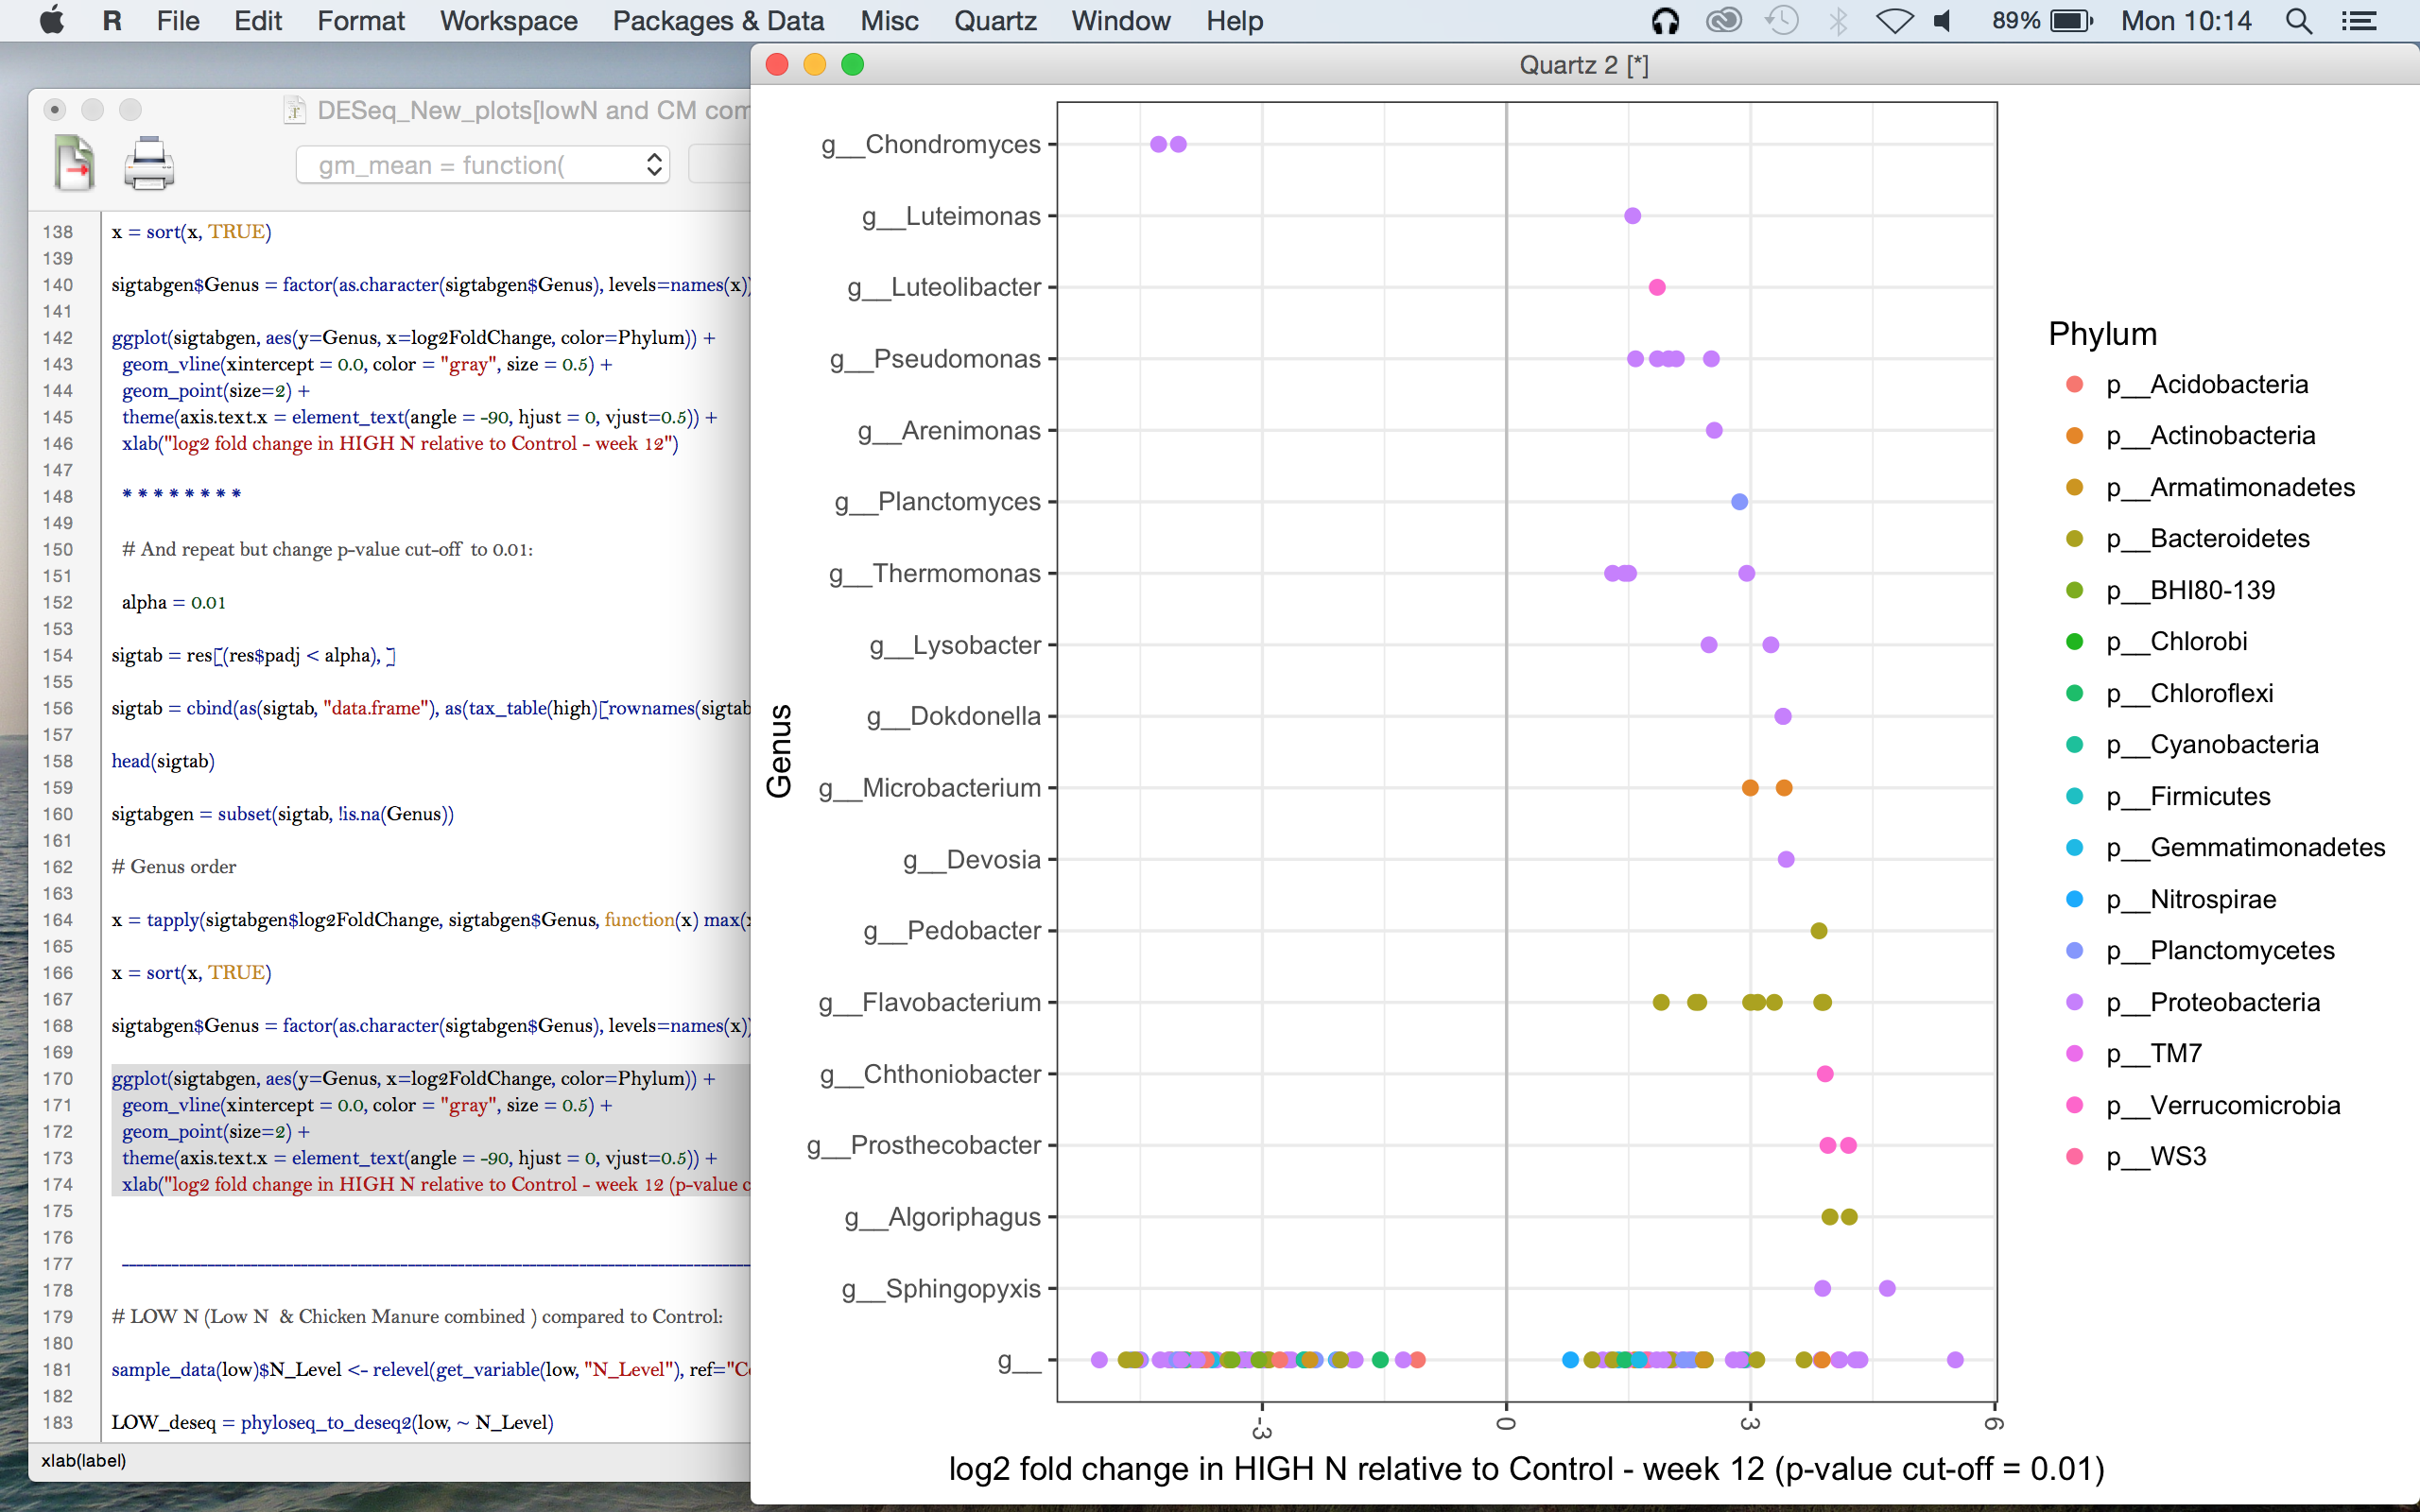 R File Edit Format Workspace Packages & Data Misc Quartz Window Help 89% Mon 10:14
DESeq_New_plots[lowN and CM com
gm_mean = function(
138 x = sort(x, TRUE)
139
140 sigtabgen$Genus = factor(as.character(sigtabgen$Genus), levels=names(x))
141
142 ggplot(sigtabgen, aes(y=Genus, x=log2FoldChange, color=Phylum)) +
143 geom_vline(xintercept = 0.0, color = "gray", size = 0.5) +
144 geom_point(size=2) +
145 theme(axis.text.x = element_text(angle = -90, hjust = 0, vjust=0.5)) +
146 xlab("log2 fold change in HIGH N relative to Control - week 12")
147
148 * * * * * * * *
149
150 # And repeat but change p-value cut-off to 0.01:
151
152 alpha = 0.01
153
154 sigtab = res[(res$padj < alpha), ]
155
156 sigtab = cbind(as(sigtab, "data.frame"), as(tax_table(high)[rownames(sigtab
157
158 head(sigtab)
159
160 sigtabgen = subset(sigtab, !is.na(Genus))
161
162 # Genus order
163
164 x = tapply(sigtabgen$log2FoldChange, sigtabgen$Genus, function(x) max(x
165
166 x = sort(x, TRUE)
167
168 sigtabgen$Genus = factor(as.character(sigtabgen$Genus), levels=names(x))
169
170 ggplot(sigtabgen, aes(y=Genus, x=log2FoldChange, color=Phylum)) +
171 geom_vline(xintercept = 0.0, color = "gray", size = 0.5) +
172 geom_point(size=2) +
173 theme(axis.text.x = element_text(angle = -90, hjust = 0, vjust=0.5)) +
174 xlab("log2 fold change in HIGH N relative to Control - week 12 (p-value c
175
176
177
178
179 # LOW N (Low N & Chicken Manure combined ) compared to Control:
180
181 sample_data(low)$N_Level <- relevel(get_variable(low, "N_Level"), ref="Co
182
183 LOW_deseq = phyloseq_to_deseq2(low, ~ N_Level)
xlab(label)
Quartz 2 [*]
Genus
g__Chondromyces
g__Luteimonas
g__Luteolibacter
g__Pseudomonas
g__Arenimonas
g__Planctomyces
g__Thermomonas
g__Lysobacter
g__Dokdonella
g__Microbacterium
g__Devosia
g__Pedobacter
g__Flavobacterium
g__Chthoniobacter
g__Prosthecobacter
g__Algoriphagus
g__Sphingopyxis
g__
-3 0 3 6
log2 fold change in HIGH N relative to Control - week 12 (p-value cut-off = 0.01)
Phylum
p__Acidobacteria
p__Actinobacteria
p__Armatimonadetes
p__Bacteroidetes
p__BHI80-139
p__Chlorobi
p__Chloroflexi
p__Cyanobacteria
p__Firmicutes
p__Gemmatimonadetes
p__Nitrospirae
p__Planctomycetes
p__Proteobacteria
p__TM7
p__Verrucomicrobia
p__WS3